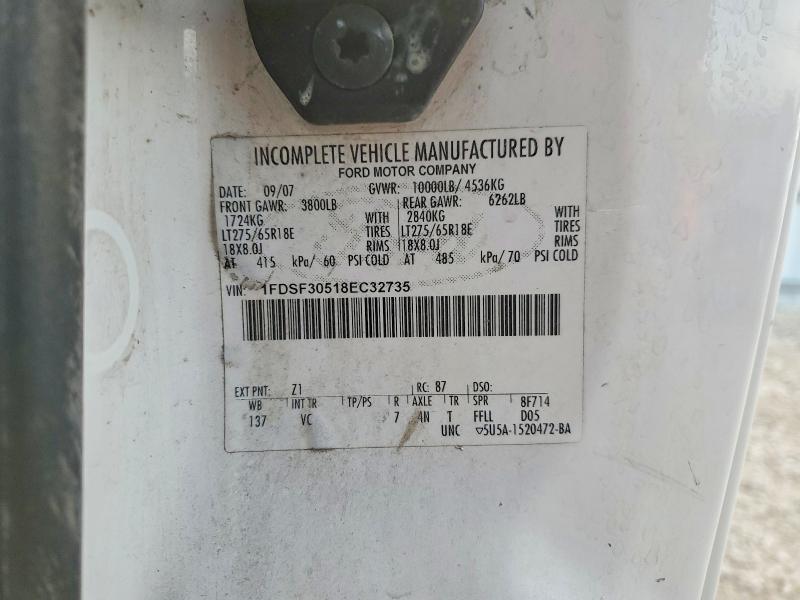 INCOMPLETE VEHICLE MANUFACTURED BY
FORD MOTOR COMPANY
DATE: 09/07 GVWR: 10000LB/ 4536KG
FRONT GAWR: 3800LB REAR GAWR: 6262LB
1724KG WITH 2840KG WITH
LT275/65R18E TIRES LT275/65R18E TIRES
18X8.0J RIMS 18X8.0J RIMS
AT 415 kPa/ 60 PSI COLD AT 485 kPa/ 70 PSI COLD
VIN: 1FDSF30518EC32735
EXT PNT: Z1 RC: 87 DSO:
WB INT TR TP/PS R AXLE TR SPR 8F714
137 VC 7 4N T FFLL D05
UNC ▽5U5A-1520472-BA